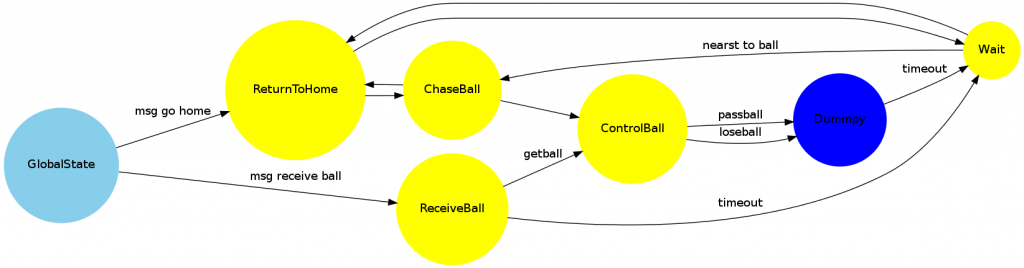 Wait
nearst to ball
timeout
ReturnToHome
ChaseBall
msg go home
passball
Dummpy
ControlBall
loseball
getball
GlobalState
msg receive ball
timeout
ReceiveBall